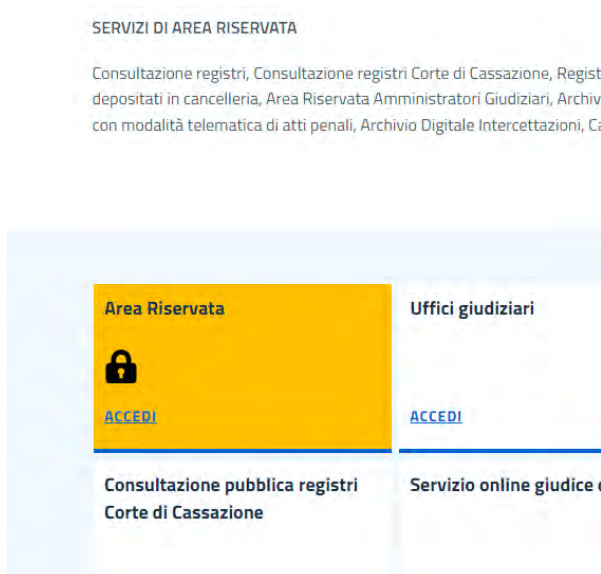 SERVIZI DI AREA RISERVATA
Consultazione registri, Consultazione registri Corte di Cassazione, Regist
depositati in cancelleria, Area Riservata Amministratori Giudiziari, Archiv
con modalità telematica di atti penali, Archivio Digitale Intercettazioni, Ca
Area Riservata
Uffici giudiziari
ACCEDI
ACCEDI
Consultazione pubblica registri
Corte di Cassazione
Servizio online giudice